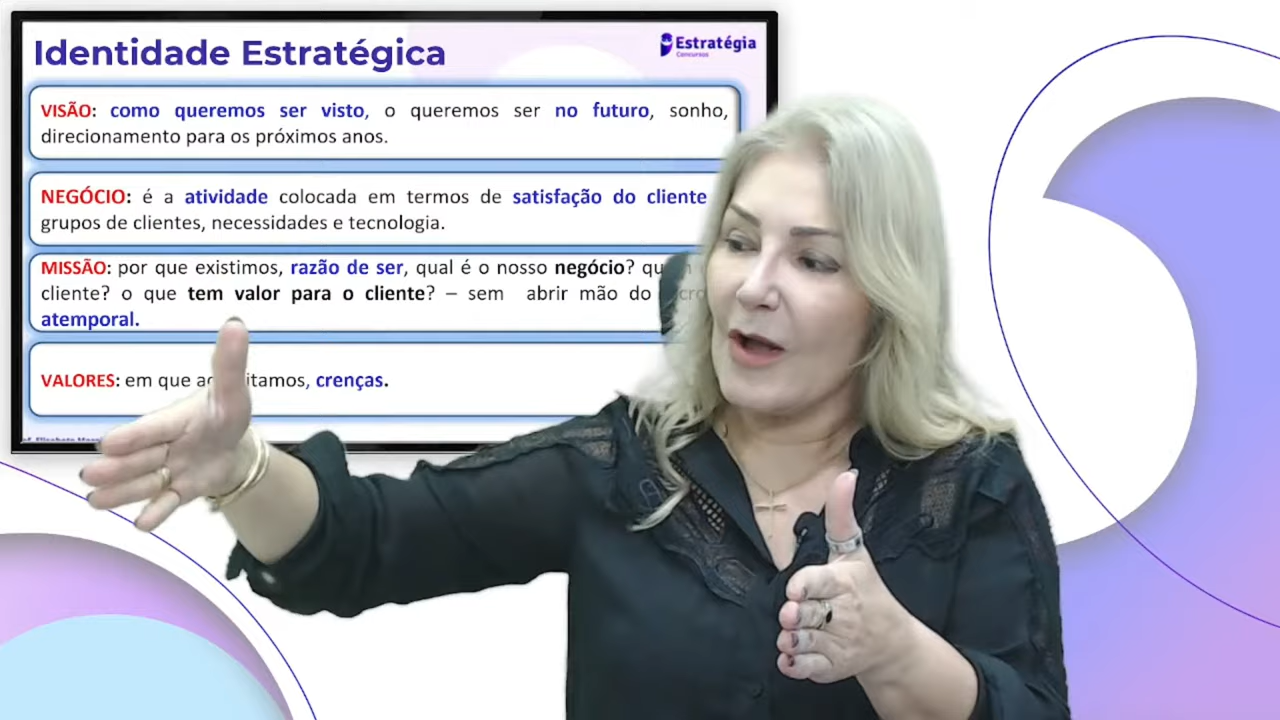 Identidade Estratégica
Estratégia
Concursos
VISÃO: como queremos ser visto, o queremos ser no futuro, sonho,
direcionamento para os próximos anos.
NEGÓCIO: é a atividade colocada em termos de satisfação do cliente
grupos de clientes, necessidades e tecnologia.
MISSÃO: por que existimos, razão de ser, qual é o nosso negócio?
cliente? o que tem valor para o cliente? – sem abrir mão do
atemporal.
VALORES: em que crenças.